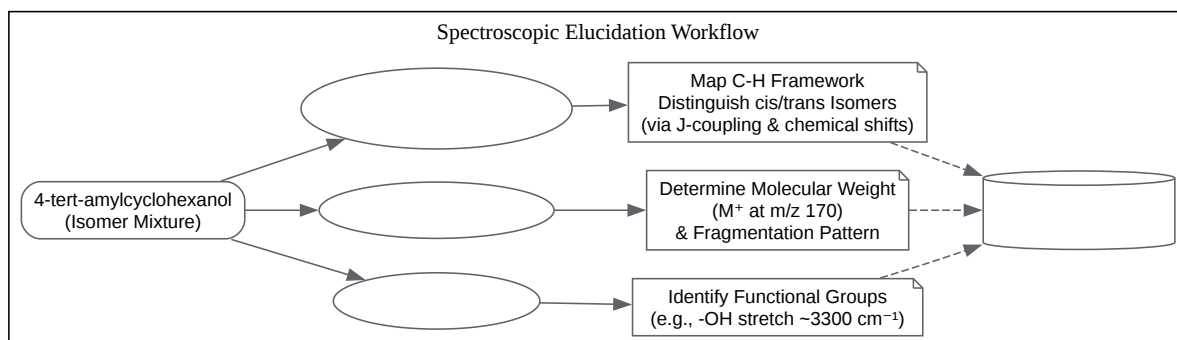 Spectroscopic Elucidation Workflow
4-tert-amylcyclohexanol
(Isomer Mixture)
Map C-H Framework
Distinguish cis/trans Isomers
(via J-coupling & chemical shifts)
Determine Molecular Weight
(M⁺ at m/z 170)
& Fragmentation Pattern
Identify Functional Groups
(e.g., -OH stretch ~3300 cm⁻¹)